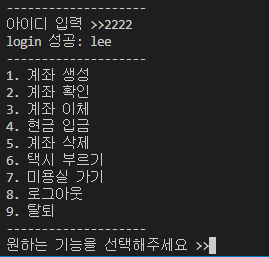 --------------------
아이디 입력 >>2222
login 성공: lee
--------------------
1. 계좌 생성
2. 계좌 확인
3. 계좌 이체
4. 현금 입금
5. 계좌 삭제
6. 택시 부르기
7. 미용실 가기
8. 로그아웃
9. 탈퇴
--------------------
원하는 기능을 선택해주세요 >>